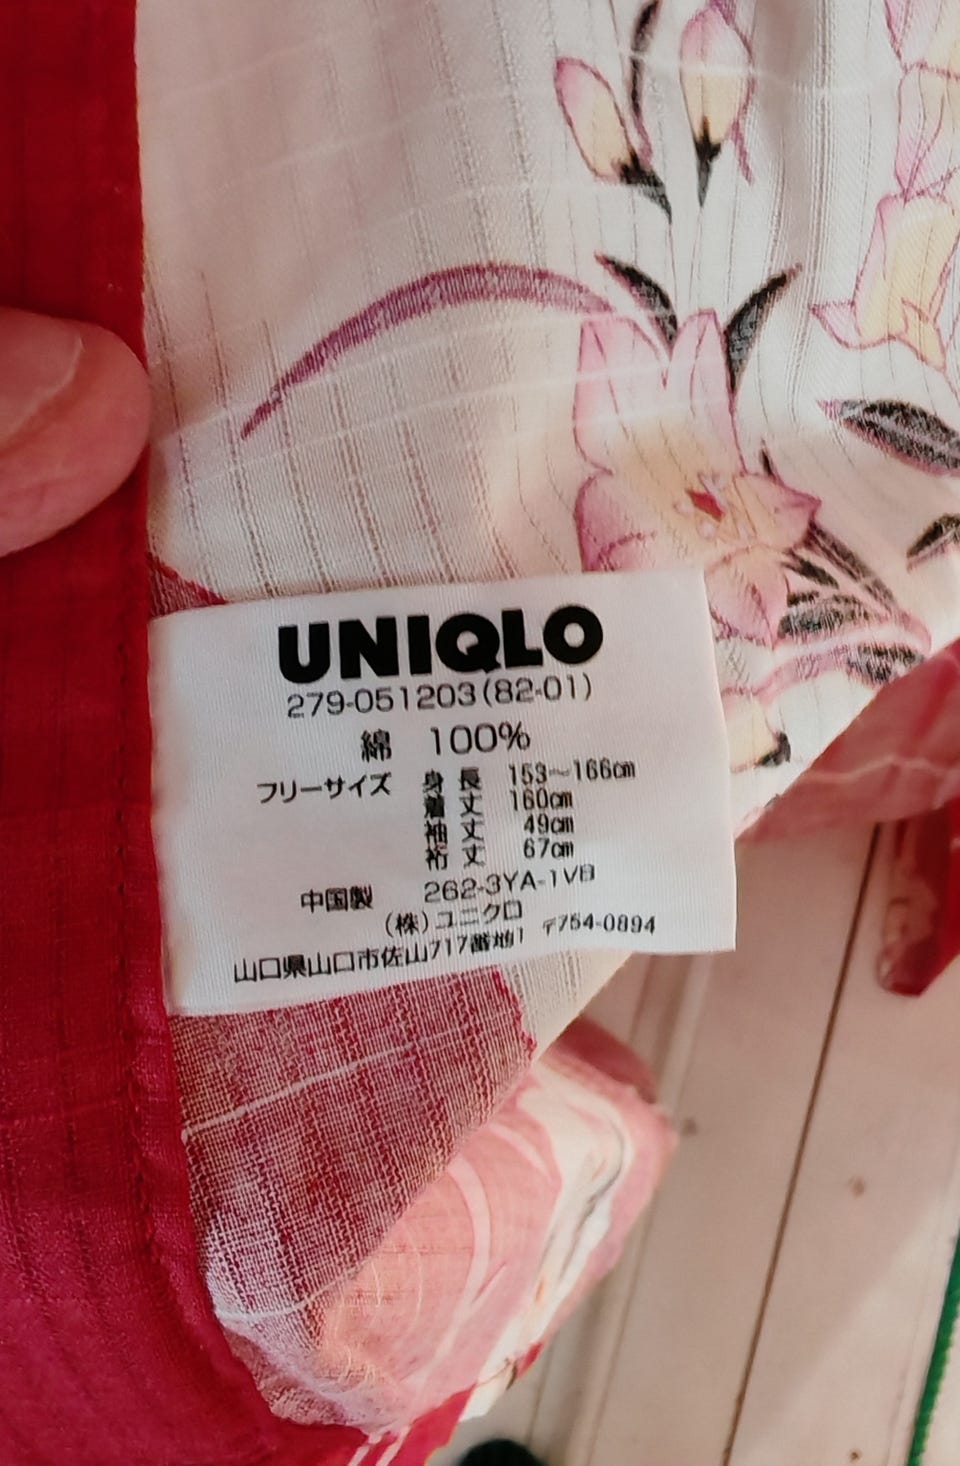 UNIQLO
279-051203(82-01)
綿 100%
フリーサイズ 身長 153～166cm
着丈 160cm
袖丈 49cm
裄丈 67cm
中国製 262-3YA-1VB
(株)ユニクロ
山口県山口市佐山717番地1 〒754-0894